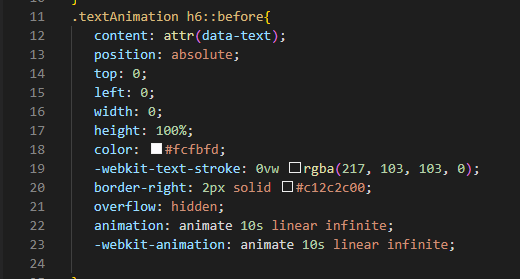 11 .textAnimation h6::before{
12 content: attr(data-text);
13 position: absolute;
14 top: 0;
15 left: 0;
16 width: 0;
17 height: 100%;
18 color: #fcfbfd;
19 -webkit-text-stroke: 0vw rgba(217, 103, 103, 0);
20 border-right: 2px solid #c12c2c00;
21 overflow: hidden;
22 animation: animate 10s linear infinite;
23 -webkit-animation: animate 10s linear infinite;
24